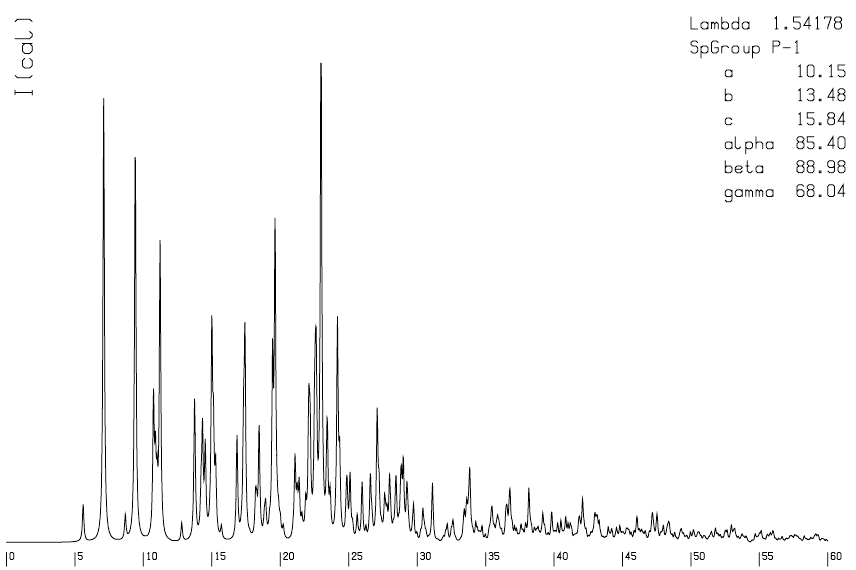 I(cal)
Lambda 1.54178
SpGroup P-1
a 10.15
b 13.48
c 15.84
alpha 85.40
beta 88.98
gamma 68.04
|0 |5 |10 |15 |20 |25 |30 |35 |40 |45 |50 |55 |60